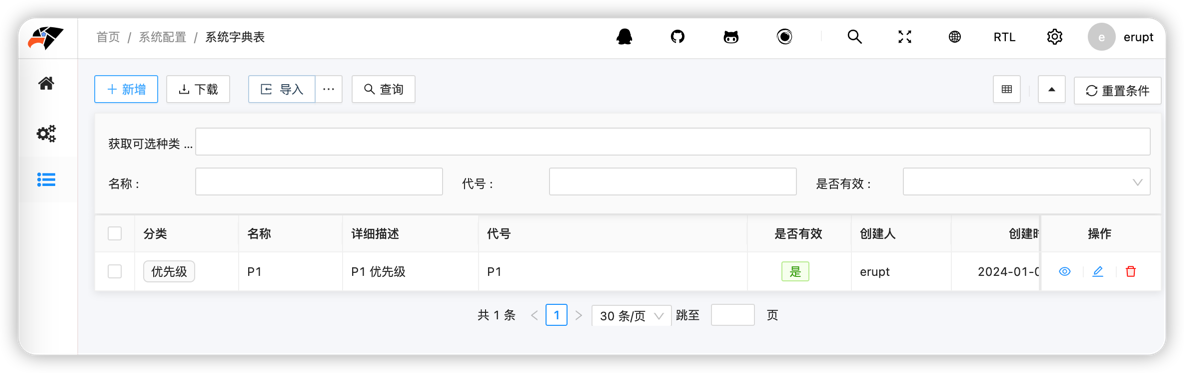 首页 / 系统配置 / 系统字典表 RTL e erupt
新增 下载 导入 ··· 查询 重置条件
获取可选种类 ...
名称 : 代号 : 是否有效 :
分类 名称 详细描述 代号 是否有效 创建人 创建时 操作
优先级 P1 P1 优先级 P1 是 erupt 2024-01-0
共 1 条 1 30 条/页 跳至 页